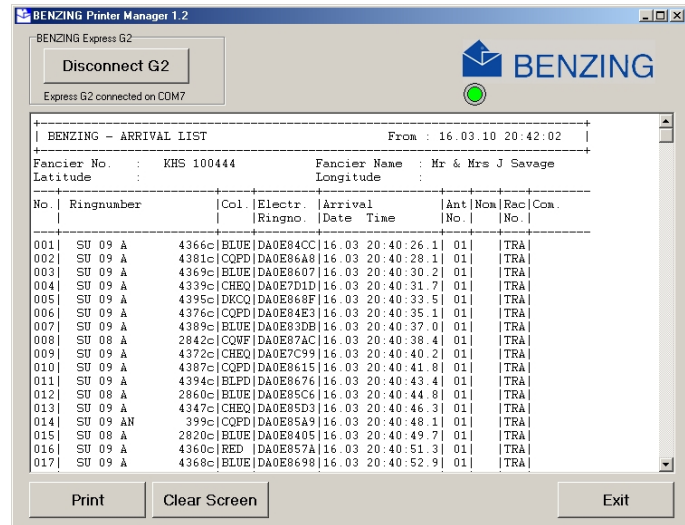 BENZING Printer Manager 1.2
BENZING Express G2
Disconnect G2
Express G2 connected on COM7
BENZING
BENZING - ARRIVAL LIST From : 16.03.10 20:42:02
Fancier No. : KHS 100444 Fancier Name : Mr & Mrs J Savage
Latitude : Longitude :
No.| Ringnumber |Col.|Electr. |Arrival |Ant|Nom|Rac|Com.
| |Ringno. |Date Time |No.| |No.|
001| SU 09 A 4366c|BLUE|DA0E84CC|16.03 20:40:26.1| 01| |TRA|
002| SU 09 A 4381c|CQPD|DA0E86A8|16.03 20:40:28.1| 01| |TRA|
003| SU 09 A 4369c|BLUE|DA0E8607|16.03 20:40:30.2| 01| |TRA|
004| SU 09 A 4339c|CHEQ|DA0E7D1D|16.03 20:40:31.7| 01| |TRA|
005| SU 09 A 4395c|DKCQ|DA0E868F|16.03 20:40:33.5| 01| |TRA|
006| SU 09 A 4376c|CQPD|DA0E84E3|16.03 20:40:35.1| 01| |TRA|
007| SU 09 A 4389c|BLUE|DA0E83DB|16.03 20:40:37.0| 01| |TRA|
008| SU 08 A 2842c|CQWF|DA0E87AC|16.03 20:40:38.4| 01| |TRA|
009| SU 09 A 4372c|CHEQ|DA0E7C99|16.03 20:40:40.2| 01| |TRA|
010| SU 09 A 4387c|CQPD|DA0E8615|16.03 20:40:41.8| 01| |TRA|
011| SU 09 A 4394c|BLPD|DA0E8676|16.03 20:40:43.4| 01| |TRA|
012| SU 08 A 2860c|BLUE|DA0E85C6|16.03 20:40:44.8| 01| |TRA|
013| SU 09 A 4347c|CHEQ|DA0E85D3|16.03 20:40:46.3| 01| |TRA|
014| SU 09 AN 399c|CQPD|DA0E85A9|16.03 20:40:48.1| 01| |TRA|
015| SU 08 A 2820c|BLUE|DA0E8405|16.03 20:40:49.7| 01| |TRA|
016| SU 09 A 4360c|RED |DA0E857A|16.03 20:40:51.3| 01| |TRA|
017| SU 09 A 4368c|BLUE|DA0E8698|16.03 20:40:52.9| 01| |TRA|
Print Clear Screen Exit